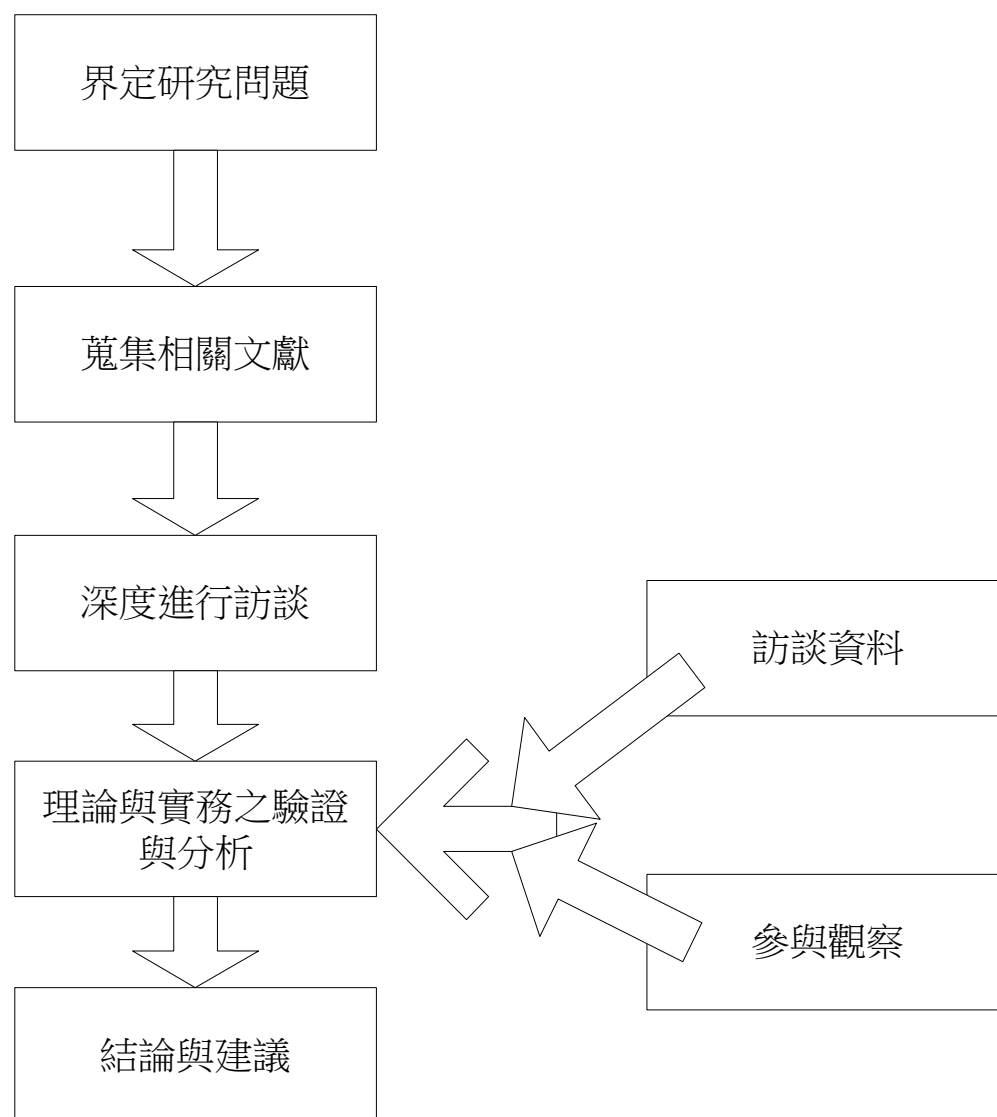 界定研究問題
蒐集相關文獻
深度進行訪談
訪談資料
理論與實務之驗證
與分析
參與觀察
結論與建議